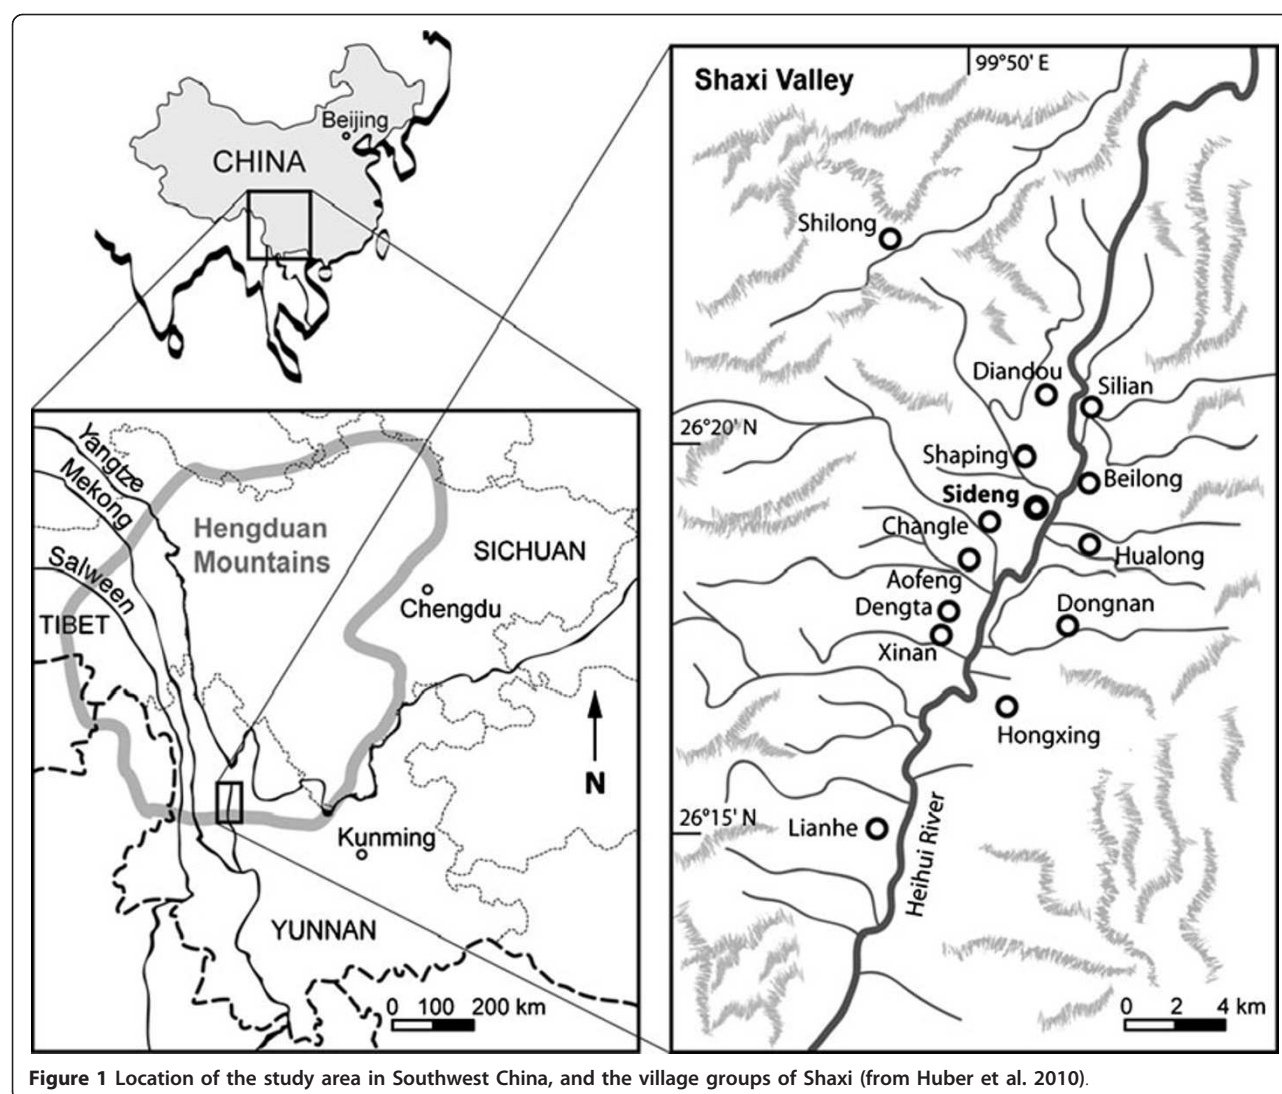 Beijing
CHINA
Yangtze
Mekong
Salween
Hengduan
Mountains
SICHUAN
Chengdu
TIBET
N
Kunming
YUNNAN
0 100 200 km
Shaxi Valley
99°50' E
Shilong
Diandou
Silian
26°20' N
Shaping
Beilong
Sideng
Changle
Hualong
Aofeng
Dengta
Dongnan
Xinan
Hongxing
26°15' N
Lianhe
Heihui River
0 2 4 km
Figure 1 Location of the study area in Southwest China, and the village groups of Shaxi (from Huber et al. 2010).